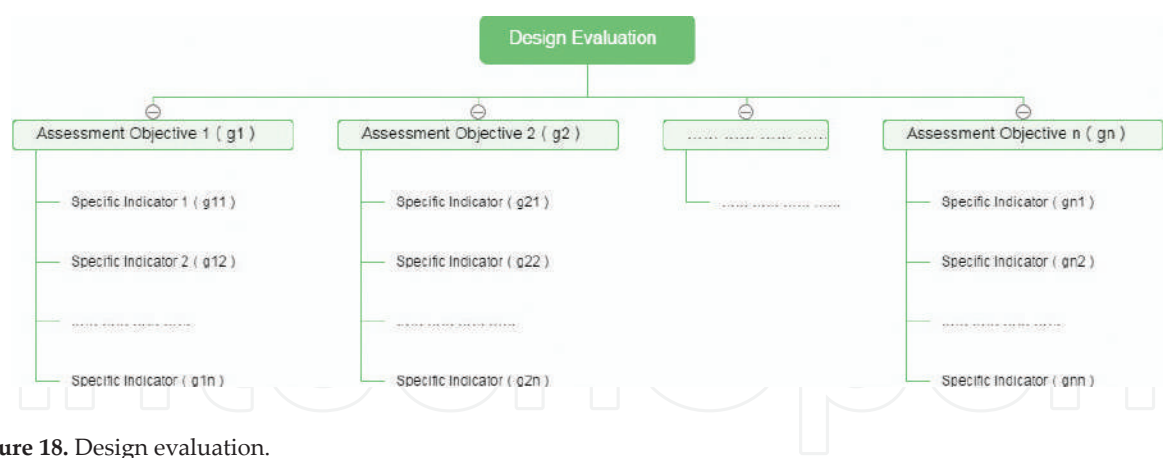 Design Evaluation
Assessment Objective 1 ( g1 )
Assessment Objective 2 ( g2 )
...... ...... ...... ......
Assessment Objective n ( gn )
Specific Indicator 1 ( g11 )
Specific Indicator ( g21 )
...... ...... ...... ......
Specific Indicator ( gn1 )
Specific Indicator 2 ( g12 )
Specific Indicator ( g22 )
Specific Indicator ( gn2 )
...... ...... ...... ......
...... ...... ...... ......
...... ...... ...... ......
Specific Indicator ( g1n )
Specific Indicator ( g2n )
Specific Indicator ( gnn )
ure 18. Design evaluation.